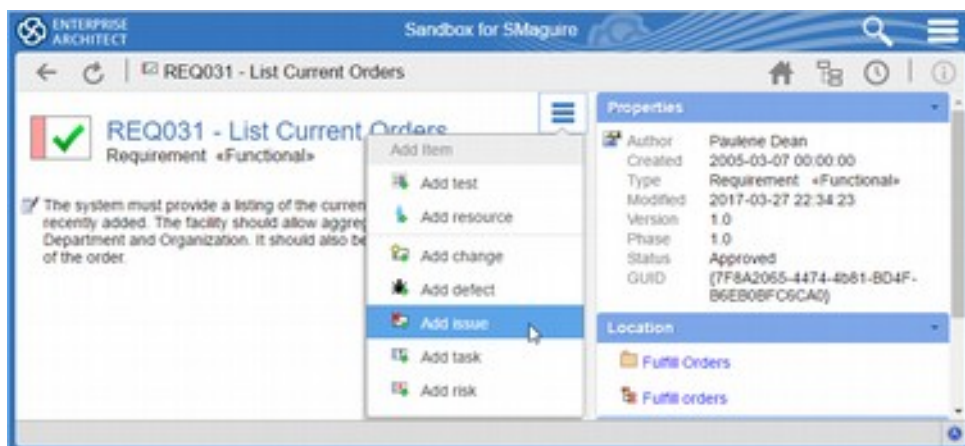 ENTERPRISE
ARCHITECT
Sandbox for SMaguire
REQ031 - List Current Orders
REQ031 - List Current Orders
Requirement «Functional»
The system must provide a listing of the curren
recently added. The facility should allow aggreg
Department and Organization. It should also be
of the order.
Add Item
Add test
Add resource
Add change
Add defect
Add issue
Add task
Add risk
Properties
Author Paulene Dean
Created 2005-03-07 00:00:00
Type Requirement «Functional»
Modified 2017-03-27 22:34:23
Version 1.0
Phase 1.0
Status Approved
GUID {7F8A2065-4474-4b81-BD4F-
B6EB0BFC6CA0}
Location
Fulfill Orders
Fulfill orders